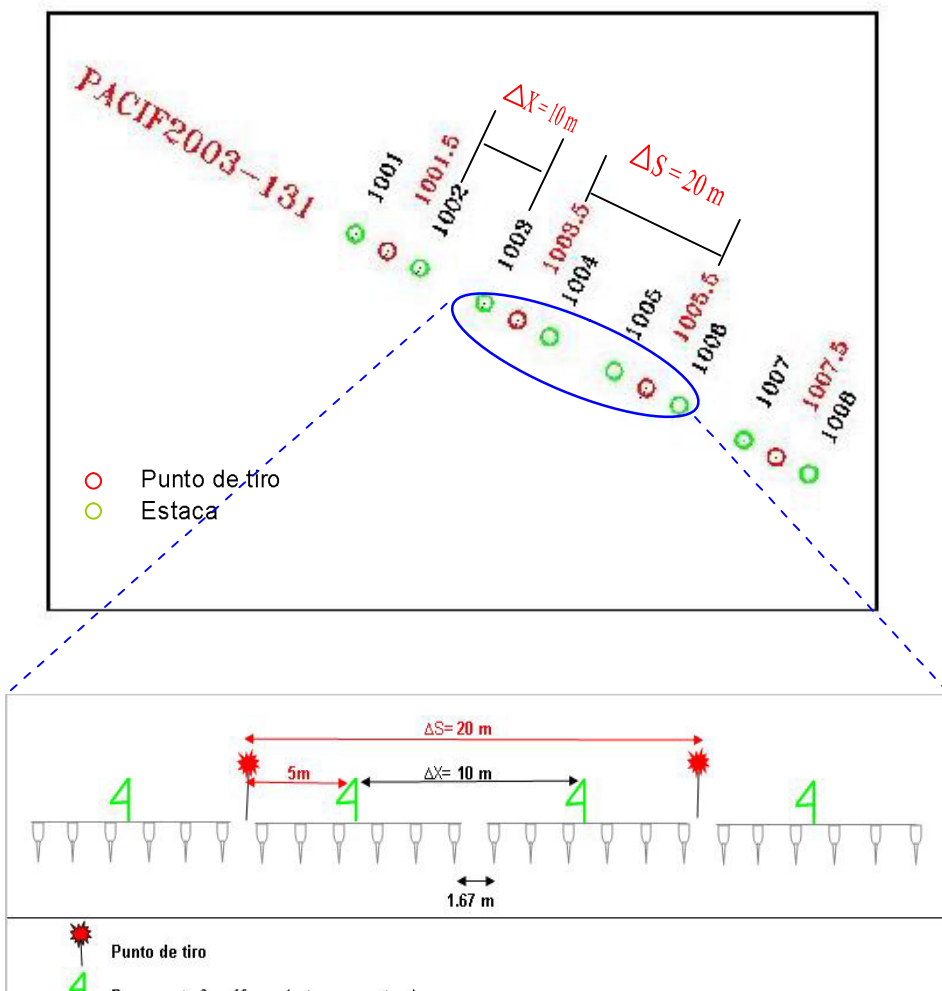 PACIF2003-131
1001
1001.5
1002
ΔX=10 m
1003
1003.5
1004
ΔS = 20 m
1005.5
1006
1007
1007.5
1008
Punto de tiro
Estaca
ΔS= 20 m
5m
ΔX= 10 m
1.67 m
Punto de tiro